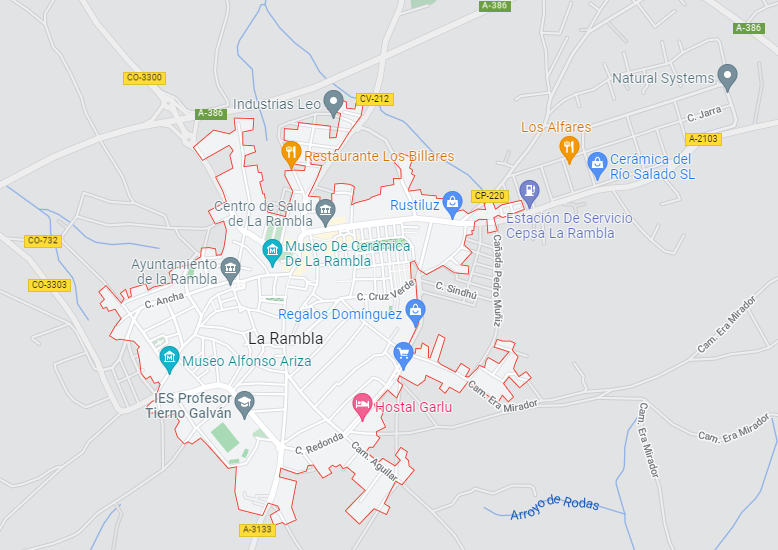 A-386
A-386
CO-3300
Natural Systems
Industrias Leo
CV-212
A-386
C. Jarra
Los Alfares
A-2103
Restaurante Los Billares
Cerámica del
Río Salado SL
CP-220
Centro de Salud
de La Rambla
Rustiluz
Estación De Servicio
Cepsa La Rambla
CO-732
Museo De Cerámica
De La Rambla
Ayuntamiento
de la Rambla
Cañada Pedro Muñiz
CO-3303
C. Ancha
C. Cruz Verde
C. Sindhú
Regalos Domínguez
Cam. Era Mirador
La Rambla
Museo Alfonso Ariza
Cam. Era Mirador
IES Profesor
Tierno Galván
Hostal Garlu
Cam. Era Mirador
Cam. Era Mirador
C. Redonda
Cam. Aguilar
Arroyo de Rodas
A-3133